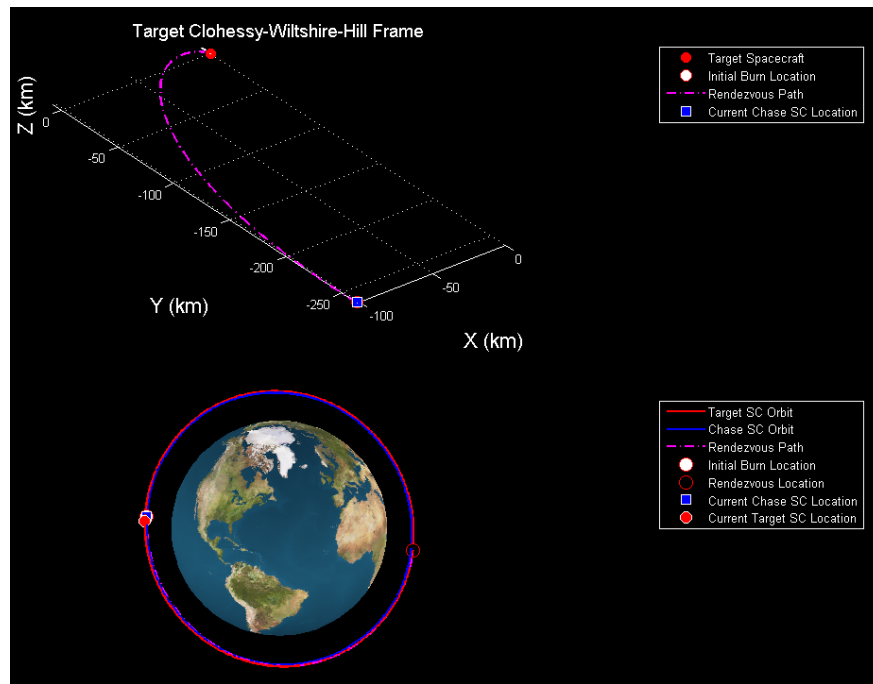 Target Clohessy-Wiltshire-Hill Frame
Target Spacecraft
Initial Burn Location
Rendezvous Path
Current Chase SC Location
Z (km)
0
-50
-100
-150
-200
-250
Y (km)
0
-50
-100
X (km)
Target SC Orbit
Chase SC Orbit
Rendezvous Path
Initial Burn Location
Rendezvous Location
Current Chase SC Location
Current Target SC Location